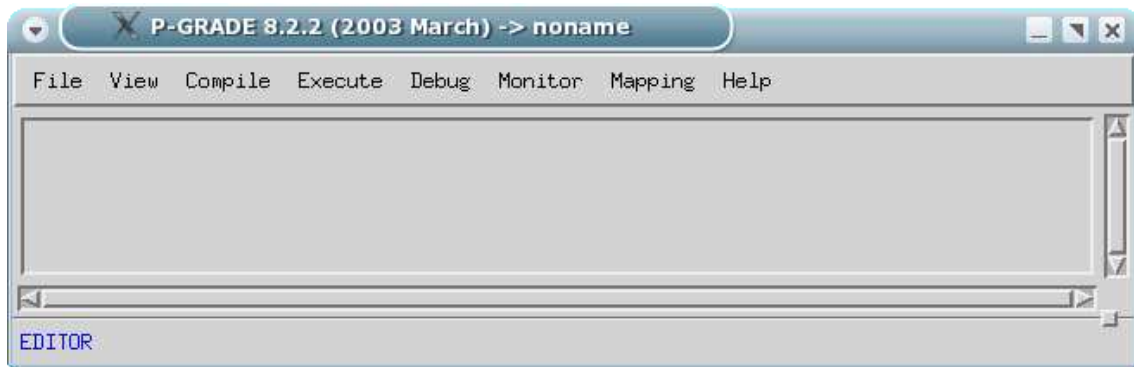 P-GRADE 8.2.2 (2003 March) -> noname
File View Compile Execute Debug Monitor Mapping Help
EDITOR